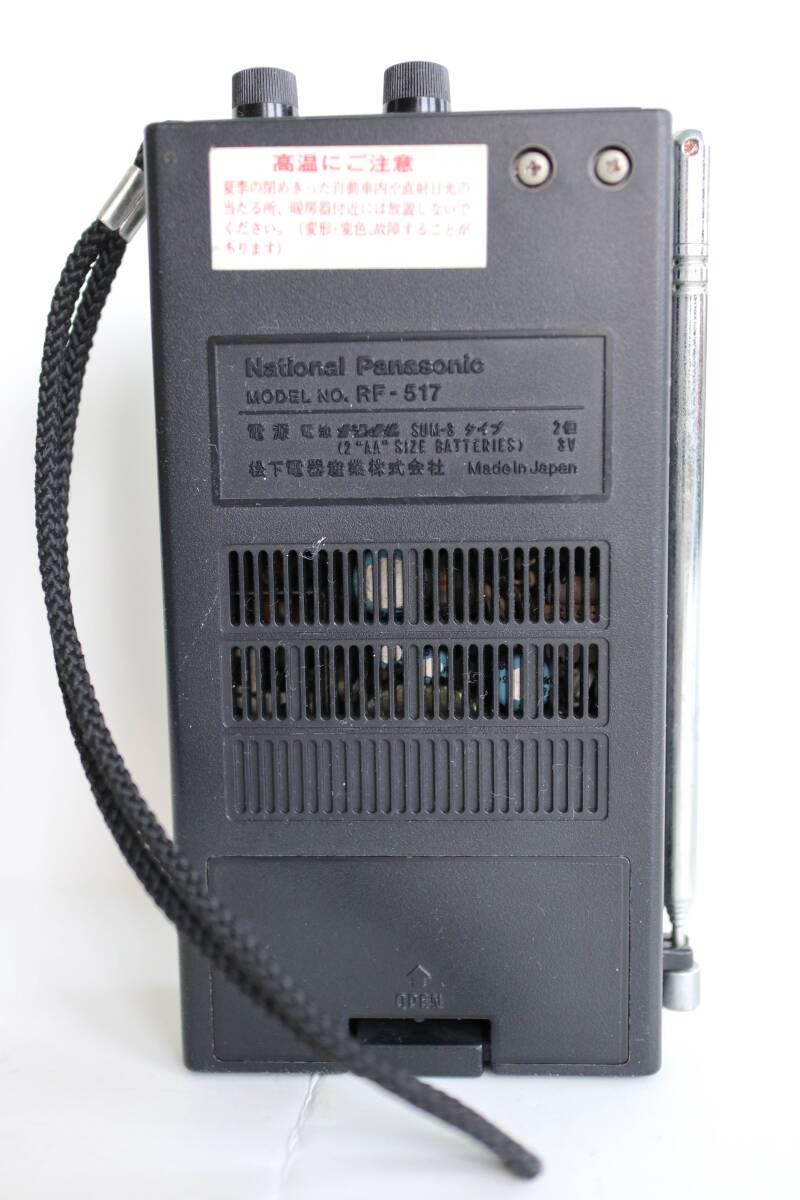 高温にご注意
夏季の閉めきった自動車内や直射日光の
当たる所、暖房器付近には放置しないで
ください。(変形・変色、故障することが
あります)
National Panasonic
MODEL NO. RF-517
電源 電池 ナショナル SUM-3 タイプ 2個
(2"AA" SIZE BATTERIES) 3V
松下電器産業株式会社 Made in Japan
OPEN